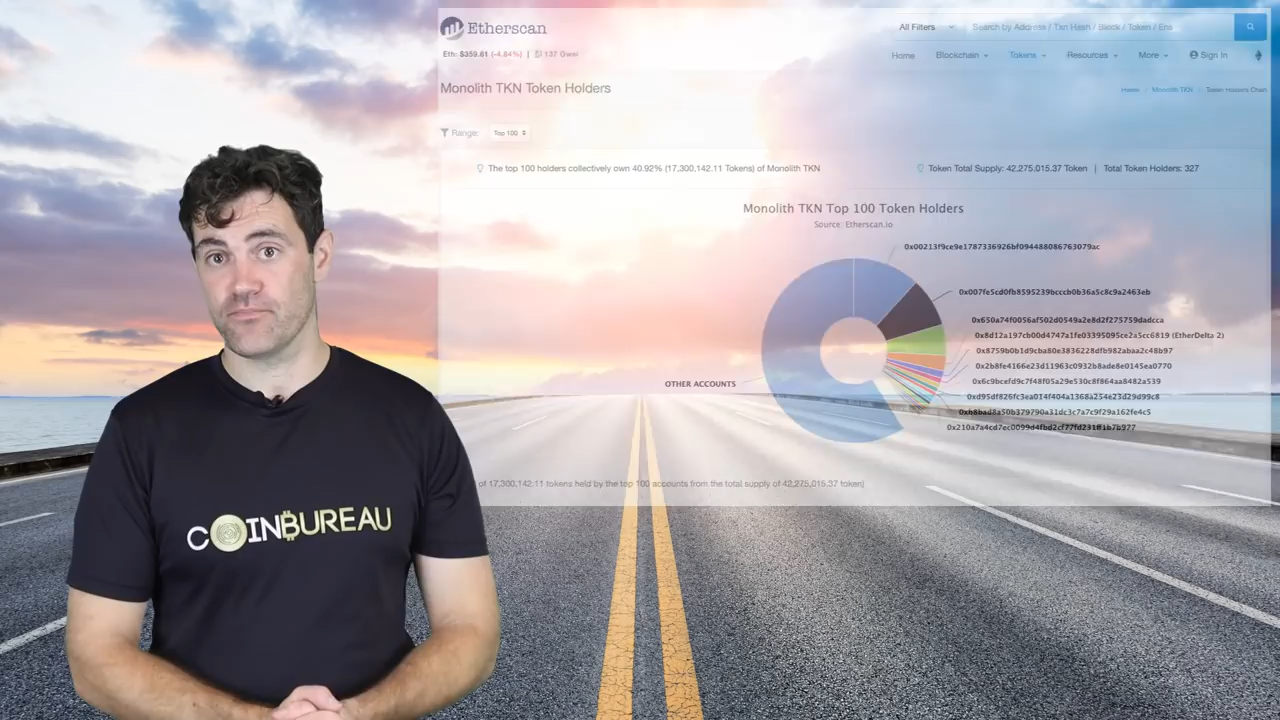 Etherscan
All Filters
Search by Address / Txn Hash / Block / Token / Ens
Eth: $359.61 (-4.84%) | 137 Gwei
Home Blockchain Tokens Resources More Sign In
Monolith TKN Token Holders
Home / Monolith TKN / Token Holders Chart
Range: Top 100
The top 100 holders collectively own 40.92% (17,300,142.11 Tokens) of Monolith TKN
Token Total Supply: 42,275,015.37 Token | Total Token Holders: 327
Monolith TKN Top 100 Token Holders
Source: Etherscan.io
0x00213f9ce9e1787336926bf094488086763079ac
0x007fe5cd0fb8595239bcccb0b36a5c8c9a2463eb
0x650a74f0056af502d0549a2e8d2f275759dadcca
0x8d12a197cb00d4747a1fe03395095ce2a5cc6819 (EtherDelta 2)
0x8759b0b1d9cba80e3836228dfb982abaa2c48b97
0x2b8fe4166e23d11963c0932b8ade8e0145ea0770
0x6c9bcefd9c7f48f05a29e530c8f864aa8482a539
OTHER ACCOUNTS
0xd95df826fc3ea014f404a1368a254e23d29d99c8
0xb8bad8a50b379790a31dc3c7a7c9f29a162fe4c5
0x210a7a4cd7ec0099d4fbd2cf77fd231ff1b7b977
of 17,300,142.11 tokens held by the top 100 accounts from the total supply of 42,275,015.37 token)
COINBUREAU